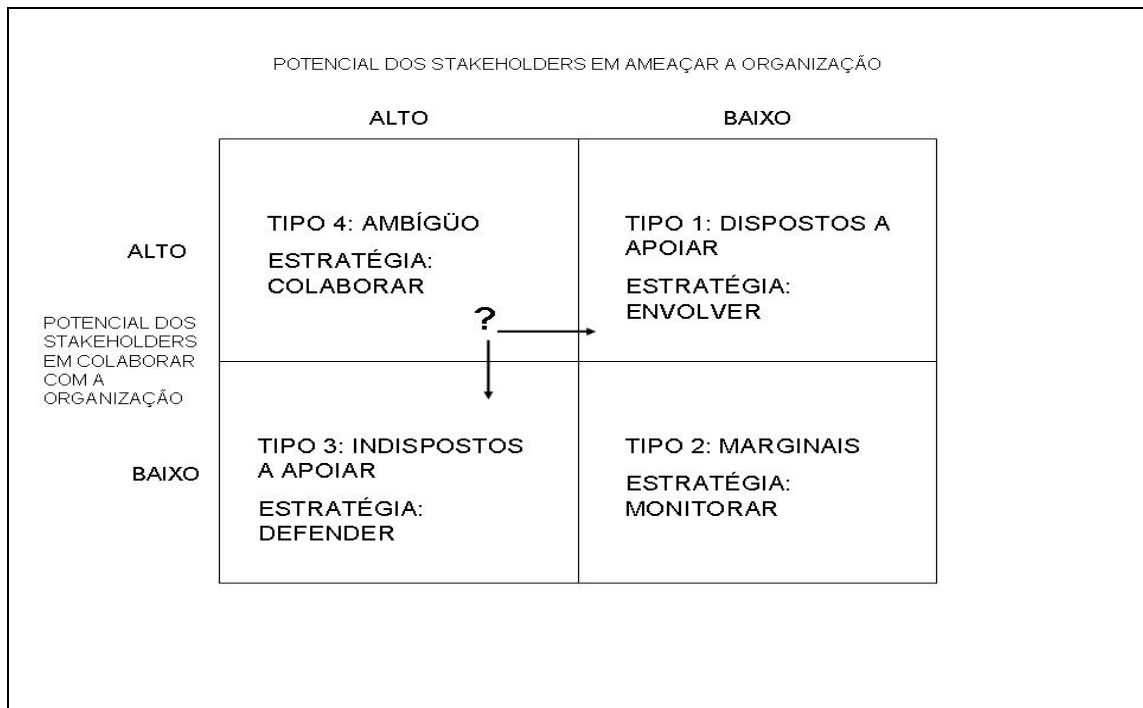 POTENCIAL DOS STAKEHOLDERS EM AMEAÇAR A ORGANIZAÇÃO
ALTO
BAIXO
ALTO
TIPO 4: AMBÍGÜO
ESTRATÉGIA:
COLABORAR
?
TIPO 1: DISPOSTOS A
APOIAR
ESTRATÉGIA:
ENVOLVER
POTENCIAL DOS
STAKEHOLDERS
EM COLABORAR
COM A
ORGANIZAÇÃO
BAIXO
TIPO 3: INDISPOSTOS
A APOIAR
ESTRATÉGIA:
DEFENDER
TIPO 2: MARGINAIS
ESTRATÉGIA:
MONITORAR